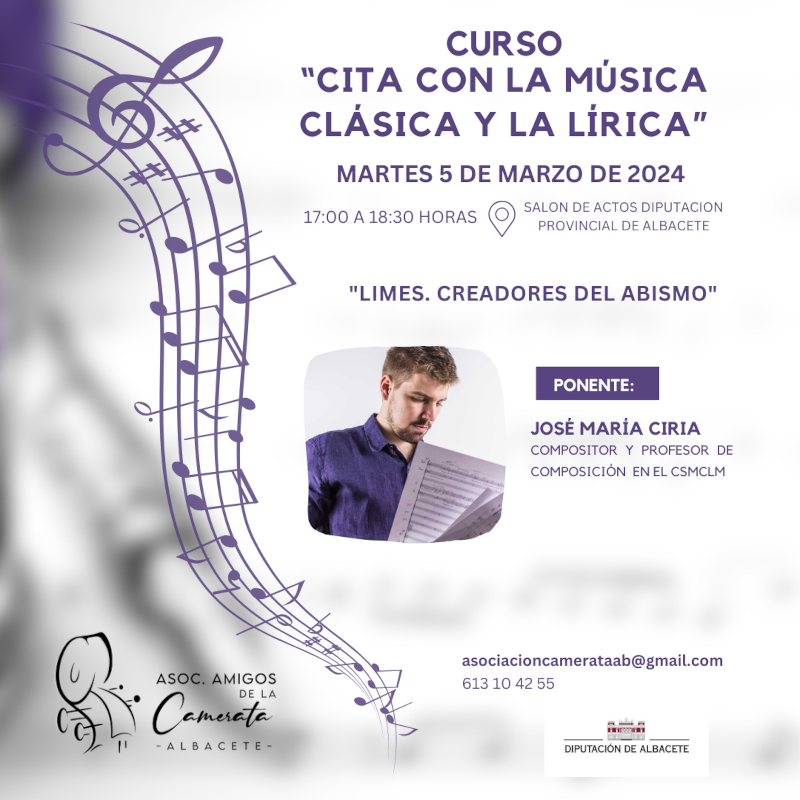 CURSO
“CITA CON LA MÚSICA
CLÁSICA Y LA LÍRICA”
MARTES 5 DE MARZO DE 2024
17:00 A 18:30 HORAS
SALON DE ACTOS DIPUTACION
PROVINCIAL DE ALBACETE
"LIMES. CREADORES DEL ABISMO"
PONENTE:
JOSÉ MARÍA CIRIA
COMPOSITOR Y PROFESOR DE
COMPOSICIÓN EN EL CSMCLM
asociacioncamerataab@gmail.com
613 10 42 55
ASOC. AMIGOS
DE LA
Camerata
-ALBACETE-
DIPUTACIÓN DE ALBACETE